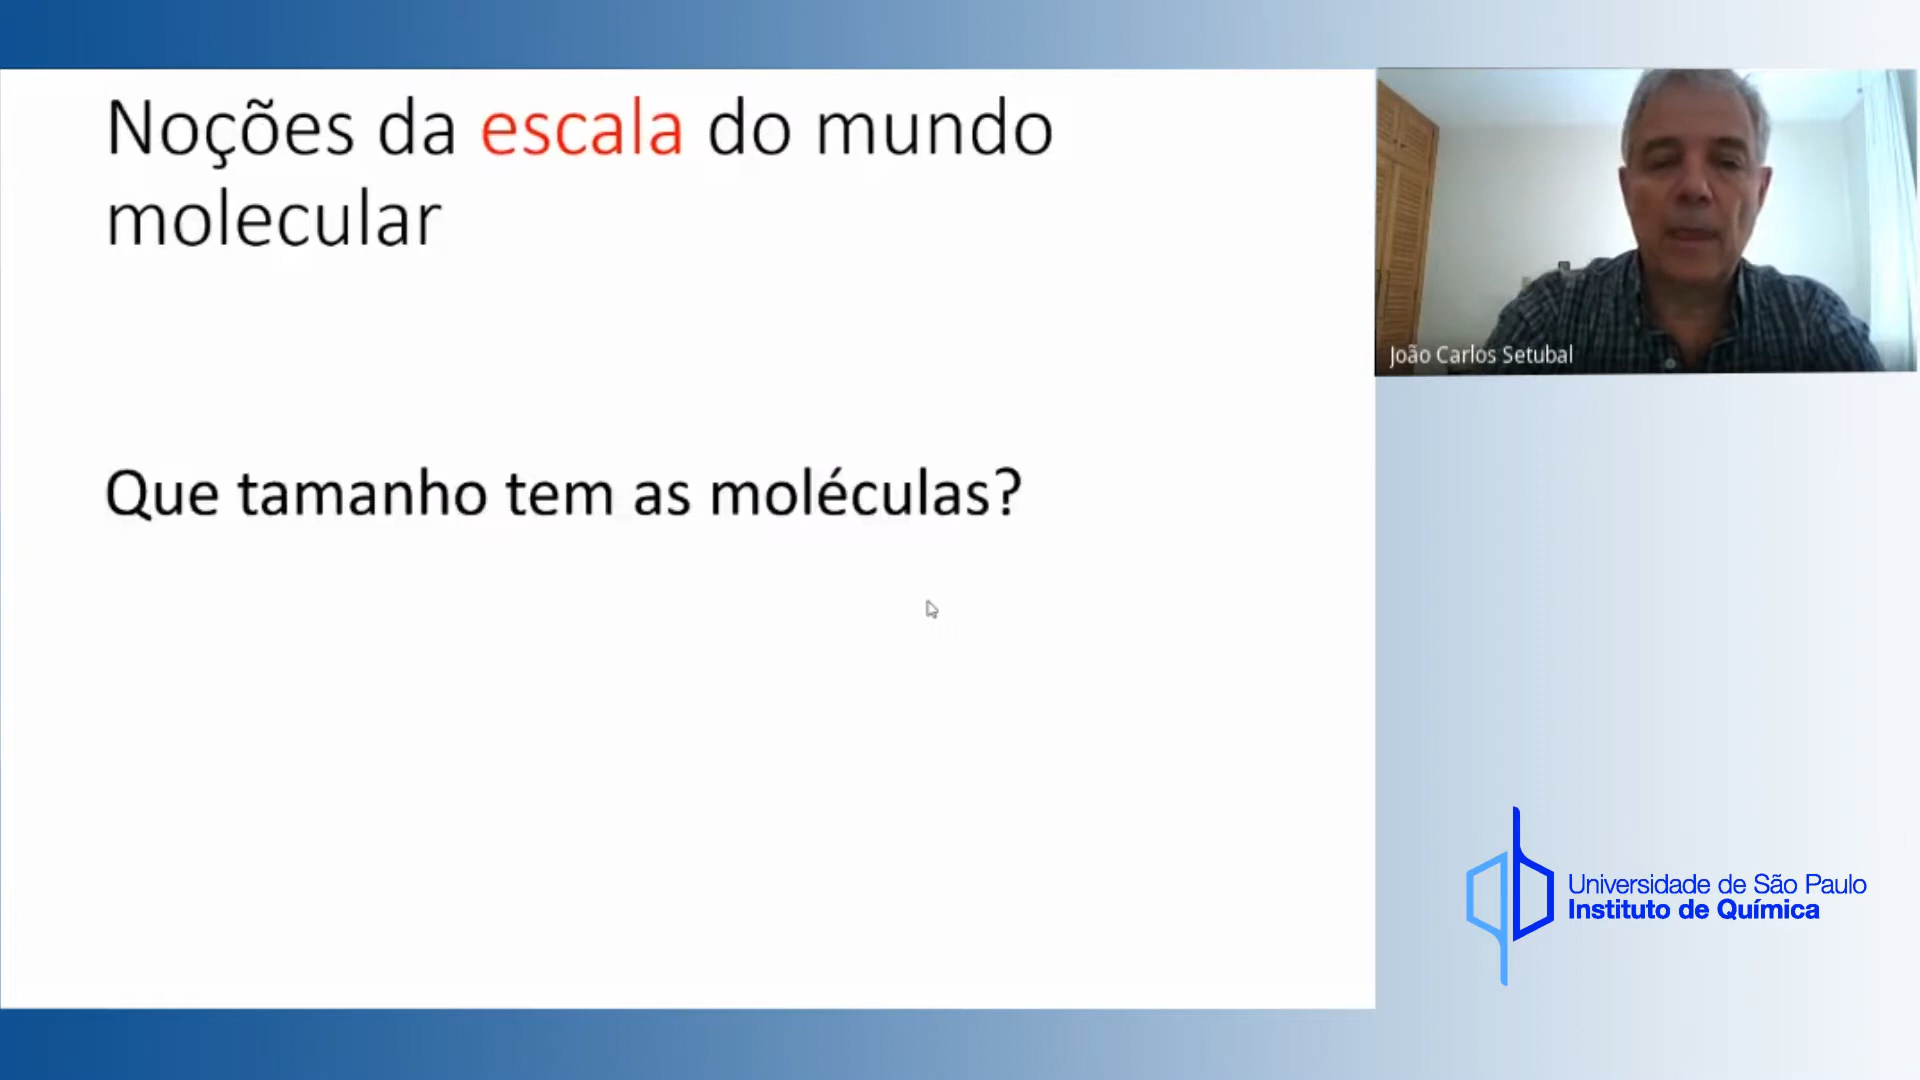 Noções da escala do mundo
molecular
Que tamanho tem as moléculas?
João Carlos Setubal
Universidade de São Paulo
Instituto de Química